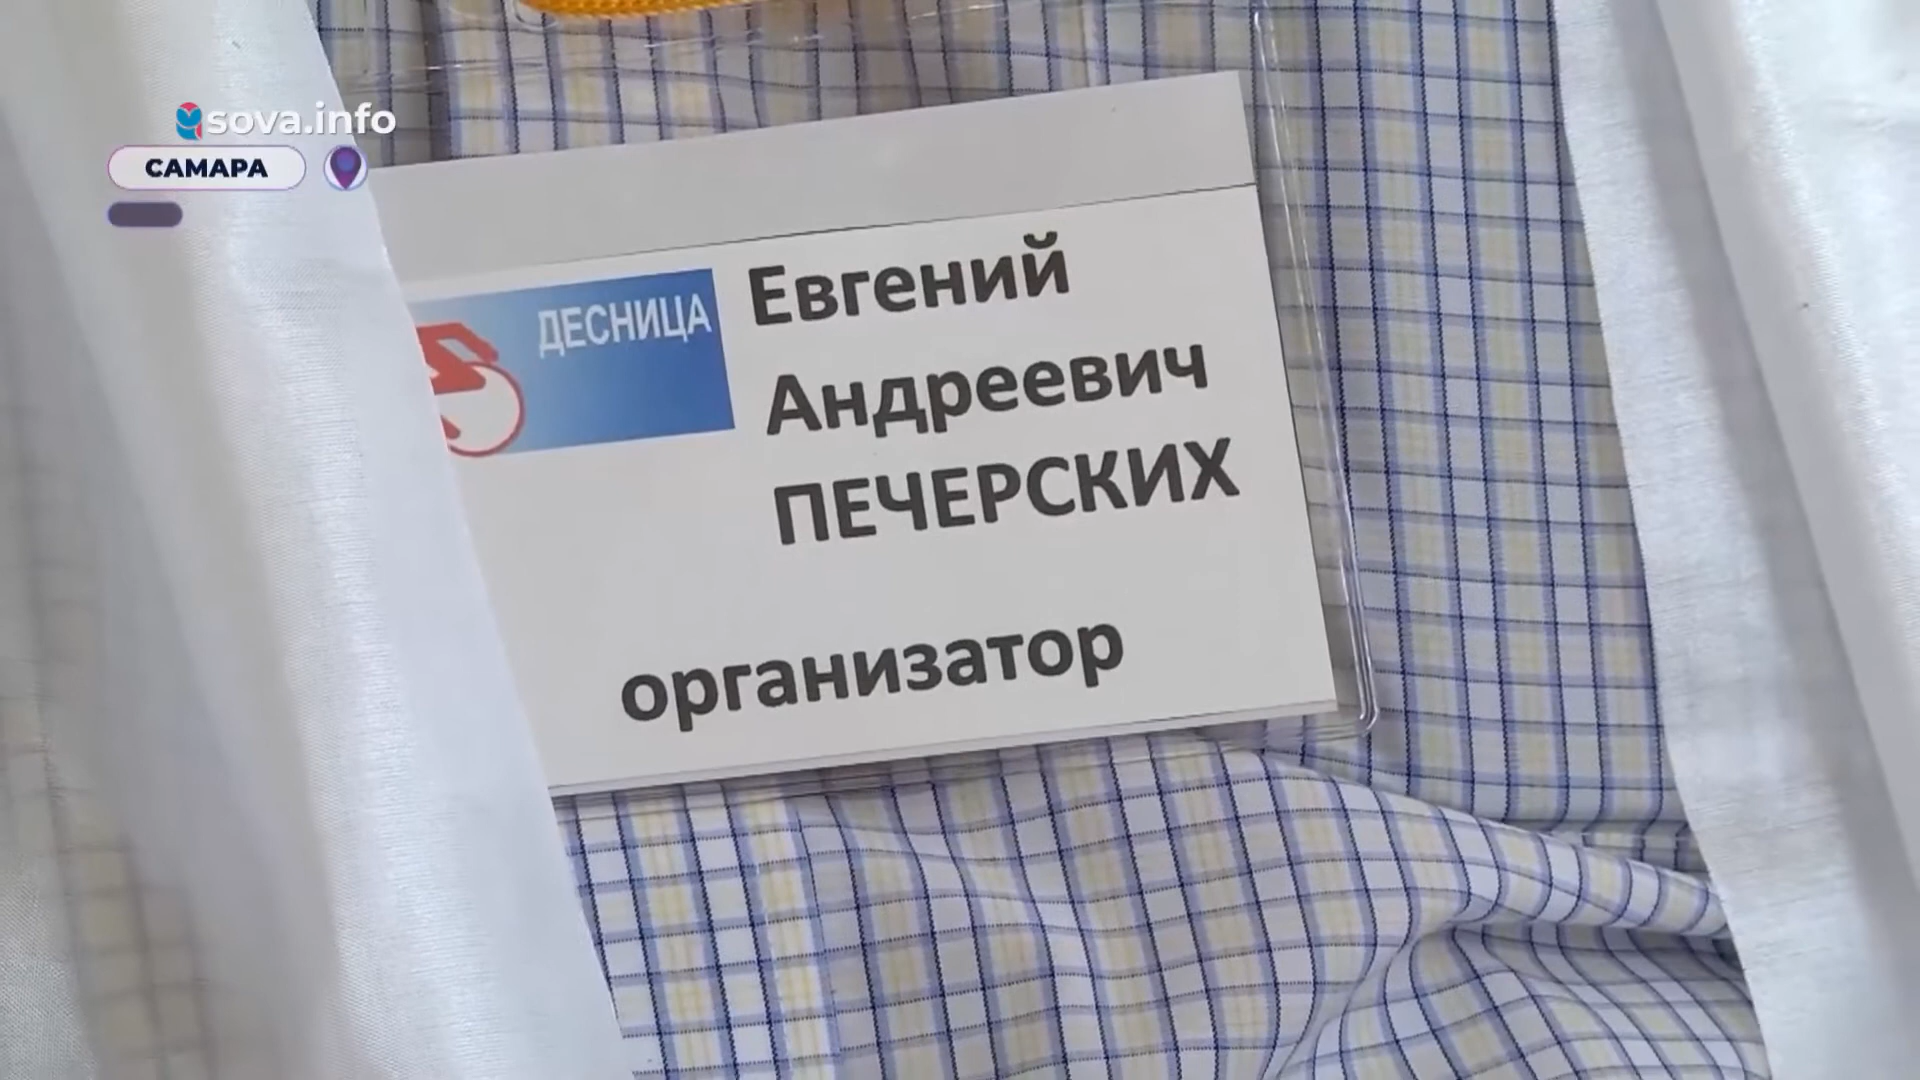 sova.info
САМАРА
ДЕСНИЦА
Евгений
Андреевич
ПЕЧЕРСКИХ
организатор